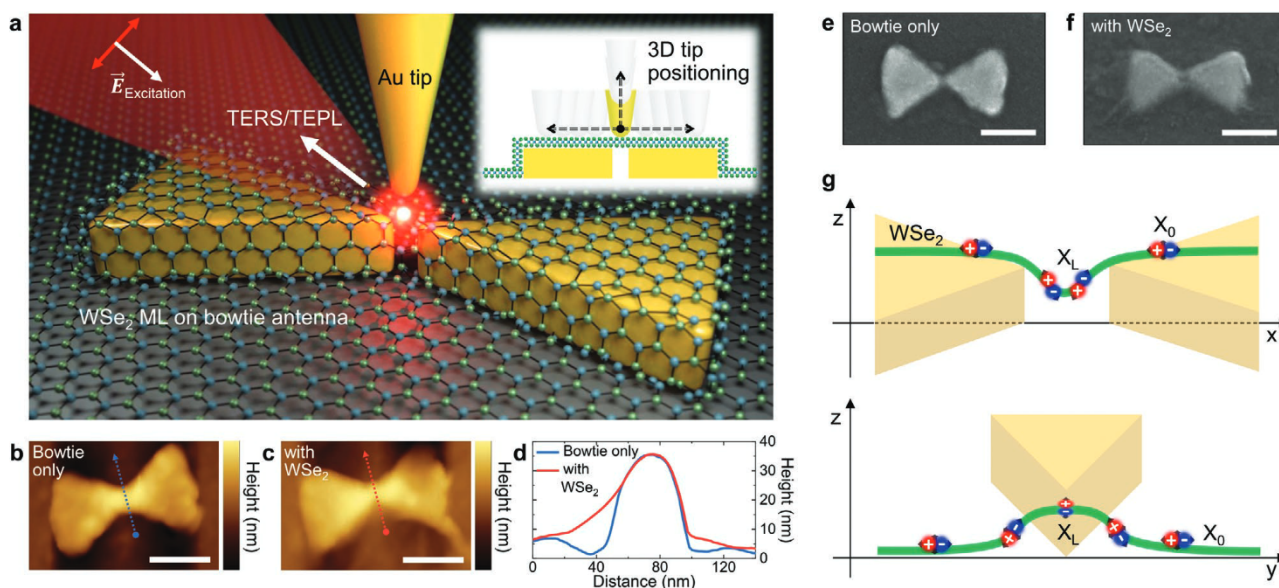 a
E⃗Excitation
TERS/TEPL
Au tip
3D tip
positioning
WSe₂ ML on bowtie antenna
b
Bowtie
only
Height (nm)
c
with
WSe₂
Height (nm)
d
Bowtie only
with
WSe₂
40
30
20
10
0
Height (nm)
0 40 80 120
Distance (nm)
e
Bowtie only
f
with WSe₂
g
z
WSe₂
X₀
X_L
+ - + - + - + -
x
z
X_L
X₀
+ - + - + - + - + -
y